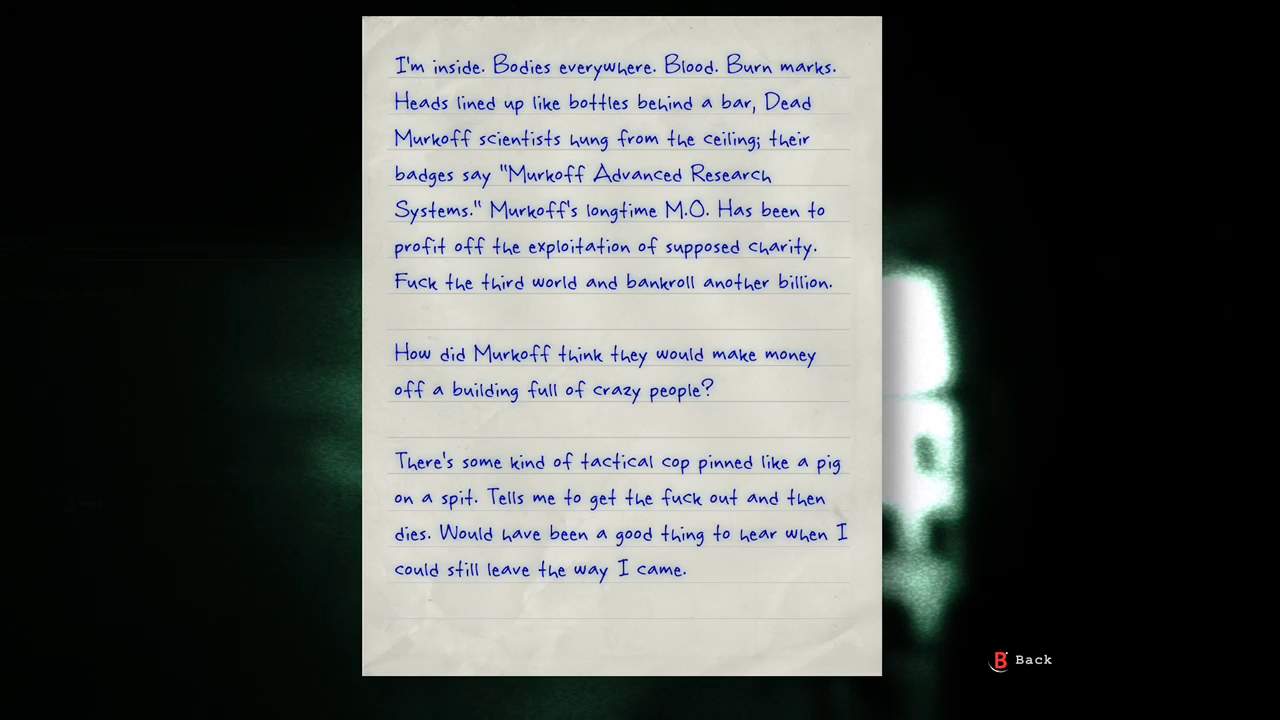 I'm inside. Bodies everywhere. Blood. Burn marks.
Heads lined up like bottles behind a bar, Dead
Murkoff scientists hung from the ceiling; their
badges say "Murkoff Advanced Research
Systems." Murkoff's longtime M.O. Has been to
profit off the exploitation of supposed charity.
Fuck the third world and bankroll another billion.
How did Murkoff think they would make money
off a building full of crazy people?
There's some kind of tactical cop pinned like a pig
on a spit. Tells me to get the fuck out and then
dies. Would have been a good thing to hear when I
could still leave the way I came.
B Back